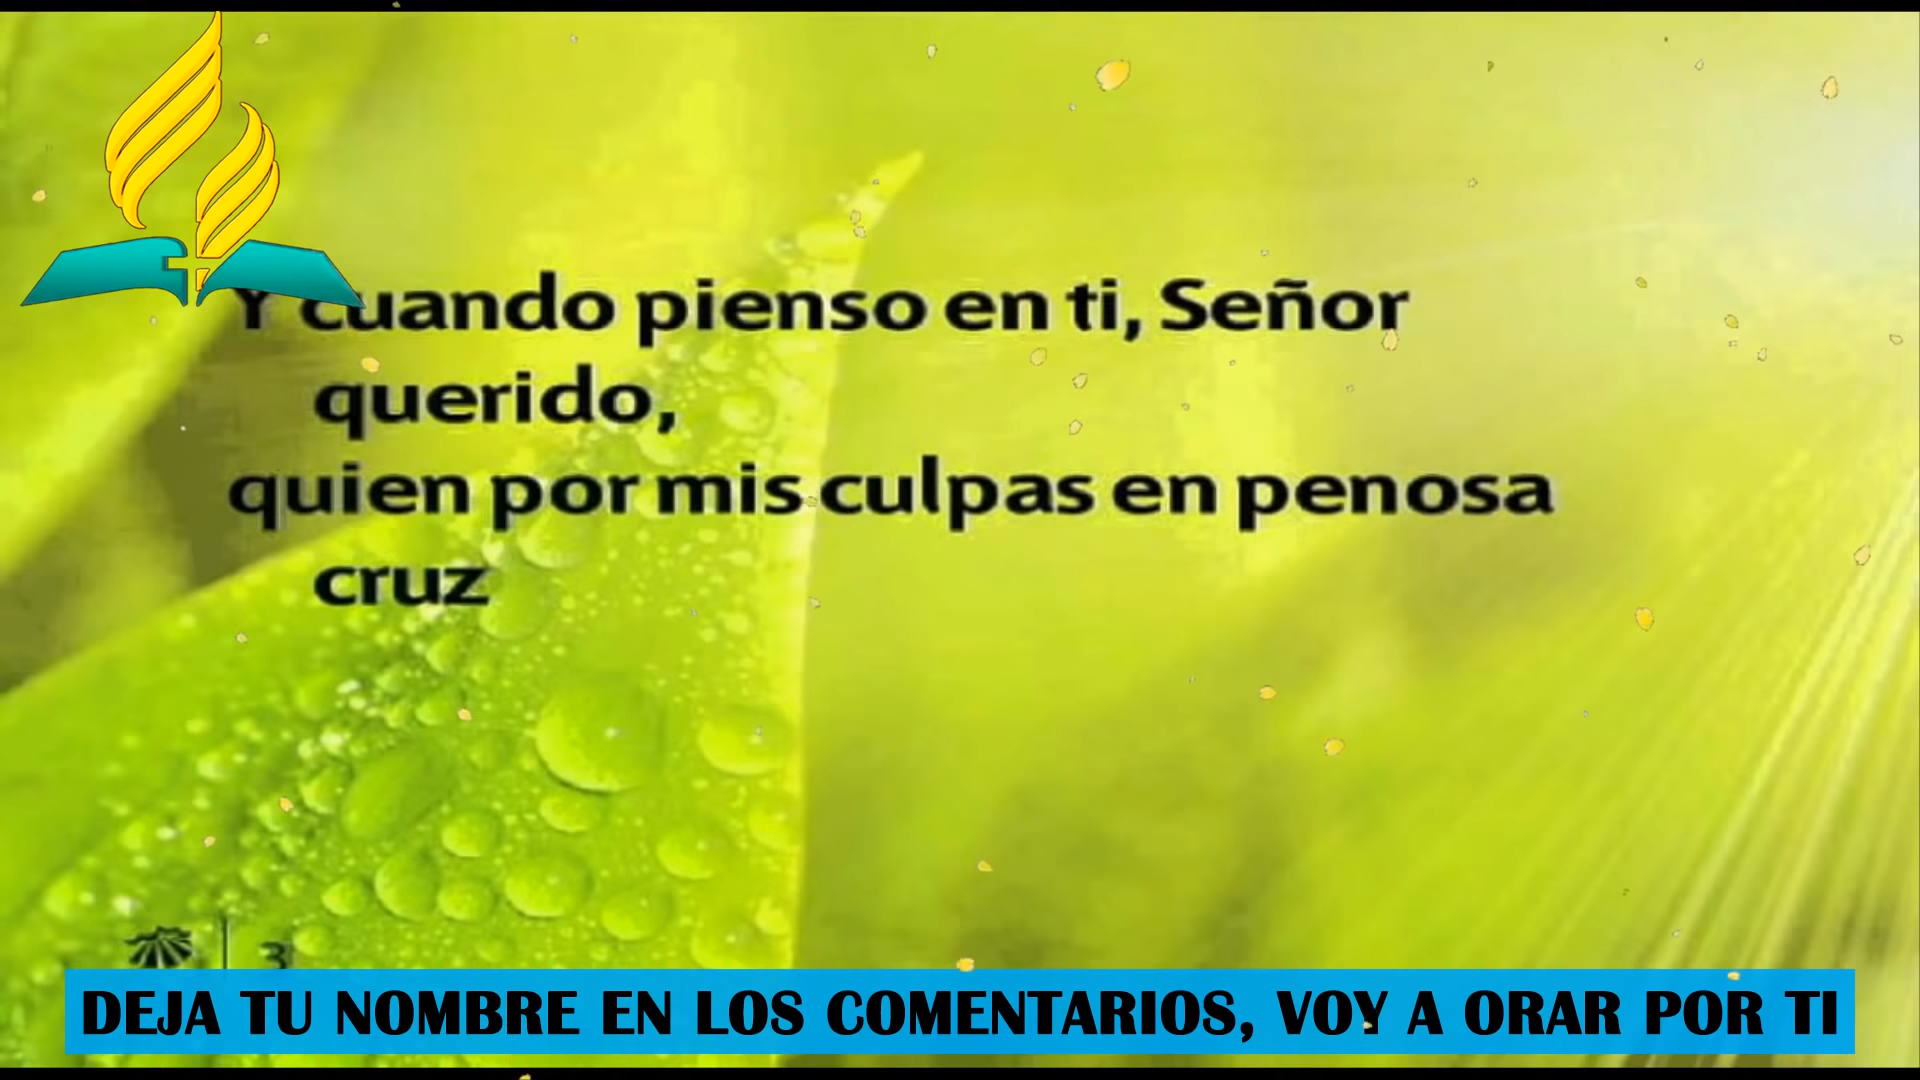 Y cuando pienso en ti, Señor
querido,
quien por mis culpas en penosa
cruz
3
DEJA TU NOMBRE EN LOS COMENTARIOS, VOY A ORAR POR TI